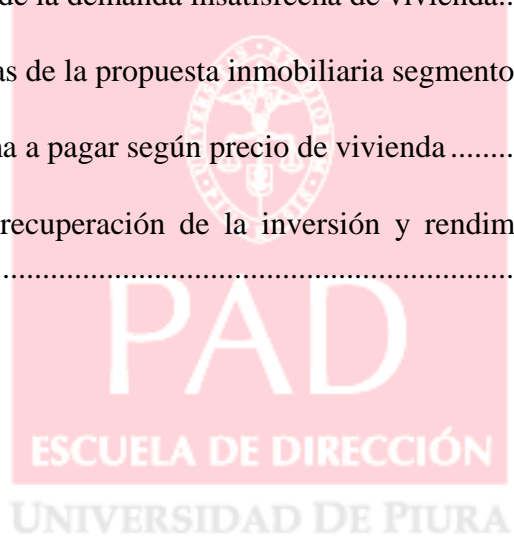 de la demanda insatisfecha de vivienda..
as de la propuesta inmobiliaria segmento
na a pagar según precio de vivienda ........
recuperación de la inversión y rendim
................................................................
PAD
ESCUELA DE DIRECCIÓN
UNIVERSIDAD DE PIURA